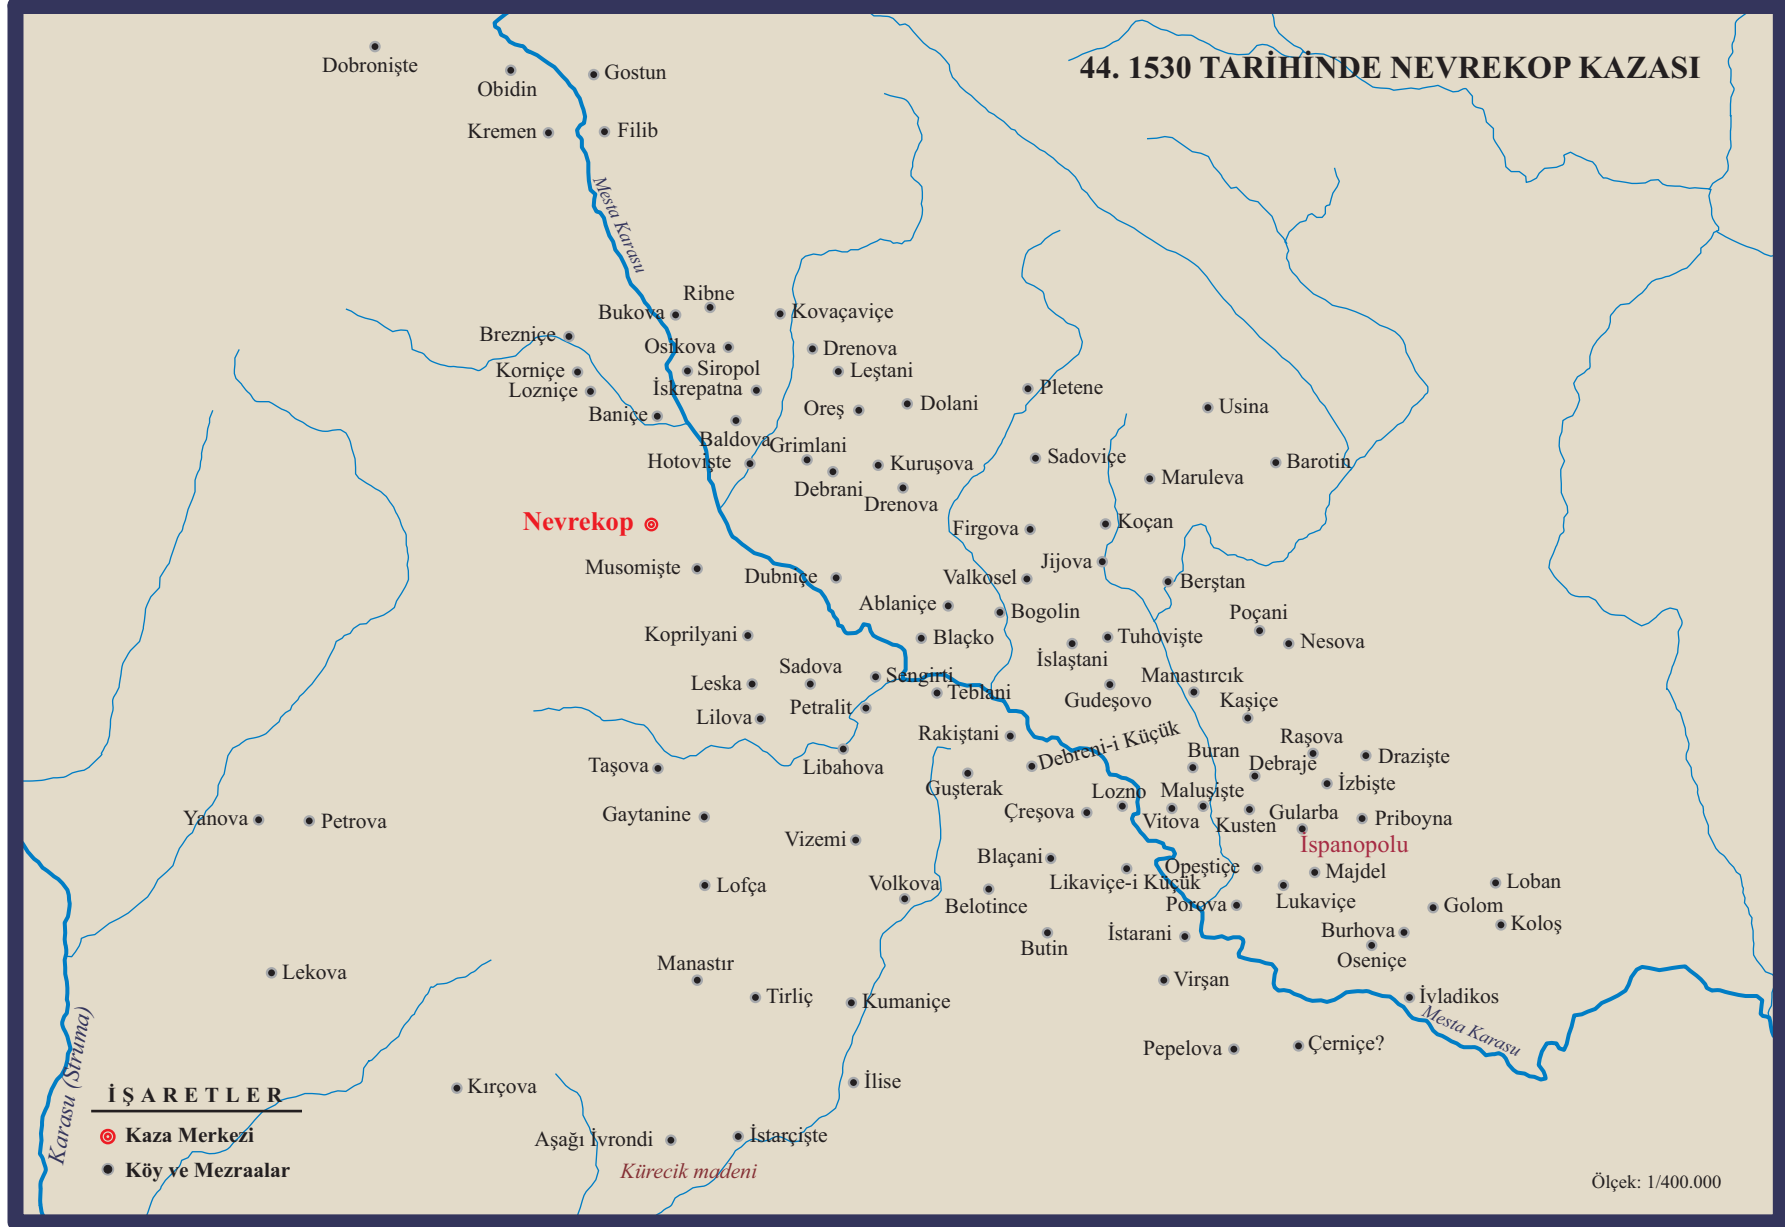 44. 1530 TARİHİNDE NEVREKOP KAZASI
Dobronişte
Obidin
Gostun
Kremen
Filib
Mesta Karasu
Ribne
Bukova
Kovaçaviçe
Brezniçe
Osikova
Drenova
Korniçe
Siropol
Leştani
Lozniçe
İskrepatna
Pletene
Baniçe
Oreş
Dolani
Usina
Baldova
Grimlani
Hotovişte
Kuruşova
Sadoviçe
Barotin
Debrani
Maruleva
Drenova
Nevrekop
Firgova
Koçan
Jijova
Musomişte
Dubniçe
Valkosel
Berştan
Ablaniçe
Bogolin
Poçani
Koprilyani
Blaçko
Tuhovişte
Nesova
İslaştani
Sadova
Sengirti
Manastırcık
Leska
Teblani
Gudeşovo
Kaşiçe
Petralit
Lilova
Rakiştani
Debreni-i Küçük
Raşova
Buran
Drazişte
Debraje
Taşova
Libahova
Guşterak
İzbişte
Lozno
Maluşişte
Çreşova
Vitova
Kusten
Gularba
Priboyna
Yanova
Petrova
Gaytanine
Vizemi
İspanopolu
Blaçani
Opeştiçe
Majdel
Likaviçe-i Küçük
Lofça
Volkova
Loban
Belotince
Porova
Lukaviçe
Golom
Butin
İstarani
Burhova
Koloş
Oseniçe
Lekova
Manastır
Virşan
Tirliç
Kumaniçe
İvladikos
Mesta Karasu
Karasu (Struma)
Pepelova
Çerniçe?
Kırçova
İlise
Aşağı İvrondi
İstarçişte
Kürecik madeni
İŞARETLER
Kaza Merkezi
Köy ve Mezraalar
Ölçek: 1/400.000